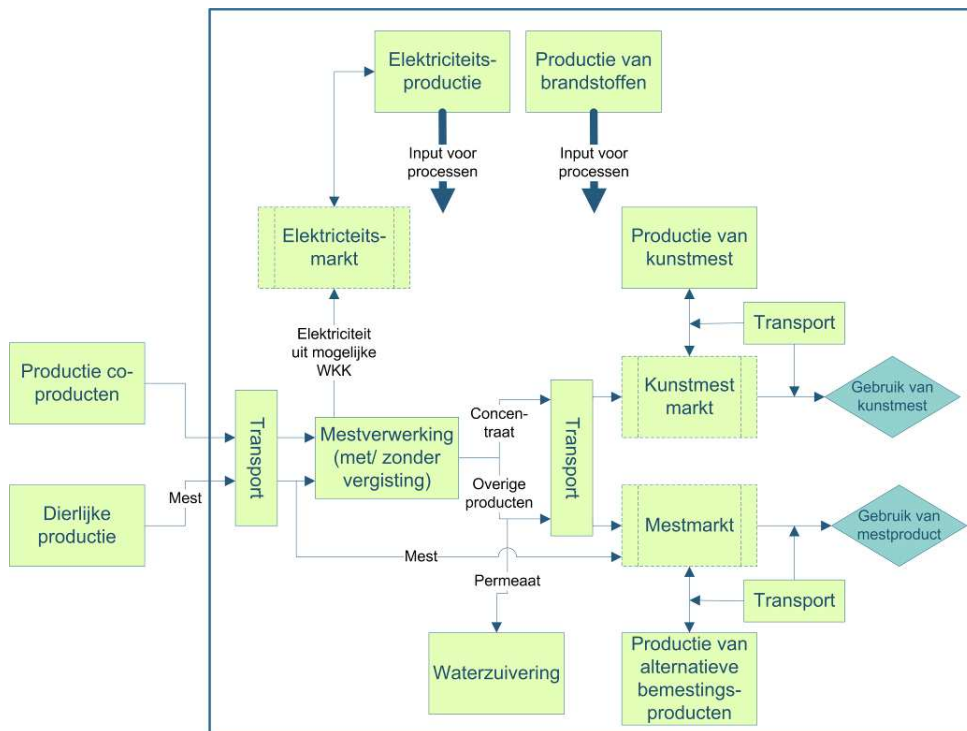 Elektriciteits-
productie
Productie van
brandstoffen
Input voor
processen
Input voor
processen
Elektricteits-
markt
Productie van
kunstmest
Elektriciteit
uit mogelijke
WKK
Transport
Productie co-
producten
Transport
Mestverwerking
(met/ zonder
vergisting)
Concen-
traat
Transport
Kunstmest
markt
Gebruik van
kunstmest
Dierlijke
productie
Mest
Overige
producten
Mestmarkt
Gebruik van
mestproduct
Mest
Permeaat
Transport
Waterzuivering
Productie van
alternatieve
bemestings-
producten